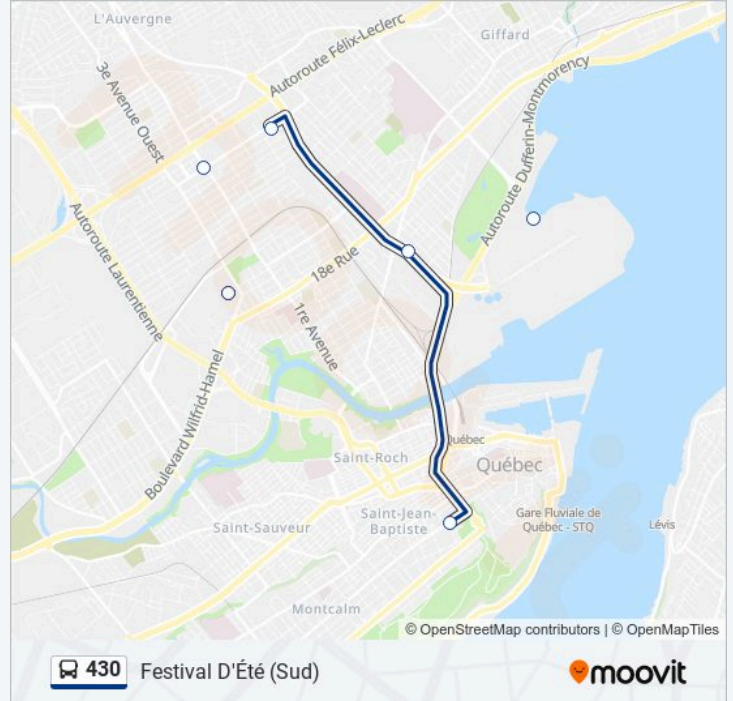 L'Auvergne
Autoroute Félix-Leclerc
Giffard
3e Avenue Ouest
Autoroute Dufferin-Montmorency
Autoroute Laurentienne
18e Rue
1re Avenue
Boulevard Wilfrid-Hamel
Québec
Saint-Roch
Québec
Saint-Jean-
Baptiste
Gare Fluviale de
Québec - STQ
Lévis
Saint-Sauveur
Montcalm
© OpenStreetMap contributors | © OpenMapTiles
430 Festival D'Été (Sud)
moovit